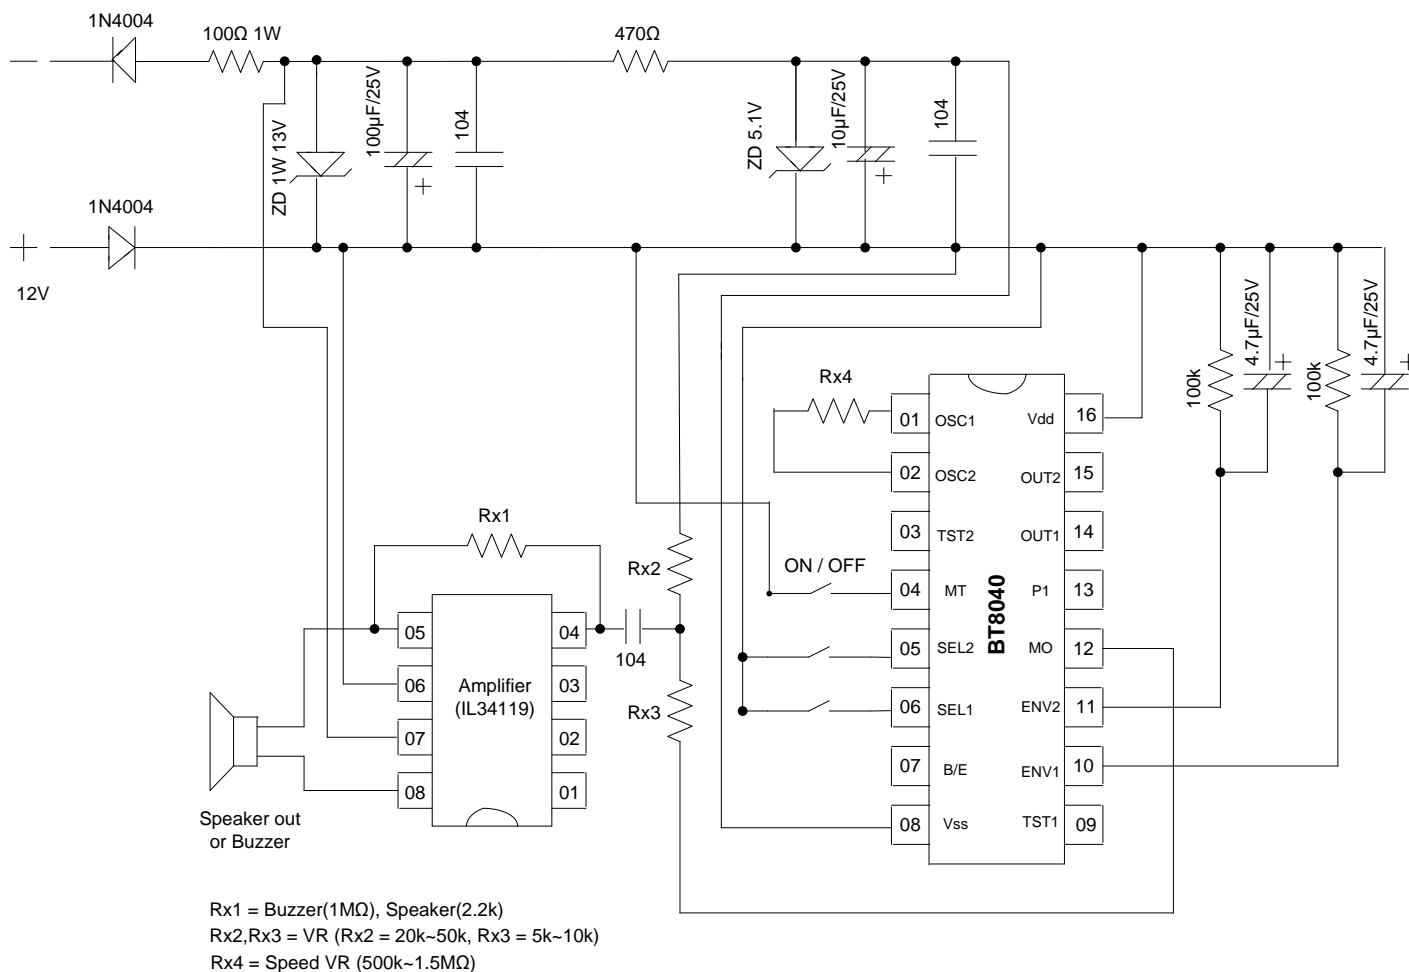 1N4004
100Ω 1W
470Ω
ZD 1W 13V
100µF/25V
104
ZD 5.1V
10µF/25V
104
1N4004
12V
100k
4.7µF/25V
100k
4.7µF/25V
Rx4
01 OSC1 Vdd 16
02 OSC2 OUT2 15
03 TST2 OUT1 14
ON / OFF
04 MT P1 13
05 SEL2 MO 12
06 SEL1 ENV2 11
07 B/E ENV1 10
08 Vss TST1 09
BT8040
Rx1
Rx2
104
Rx3
05 04
06 03
07 02
08 01
Amplifier
(IL34119)
Speaker out
or Buzzer
Rx1 = Buzzer(1MΩ), Speaker(2.2k)
Rx2,Rx3 = VR (Rx2 = 20k~50k, Rx3 = 5k~10k)
Rx4 = Speed VR (500k~1.5MΩ)